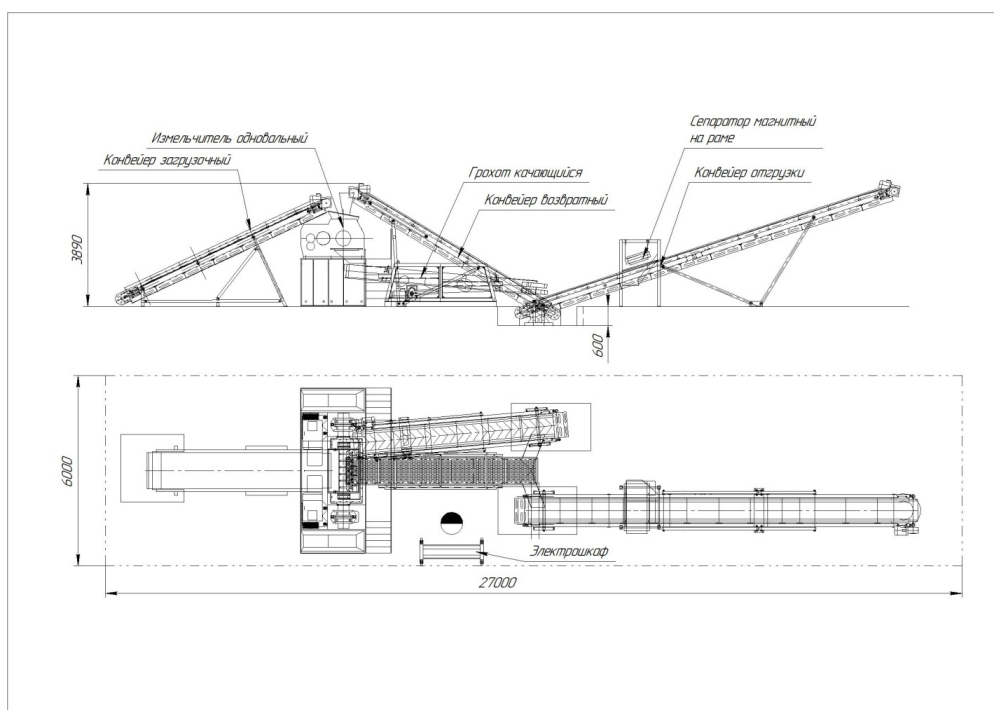 Сепаратор магнитный
на раме
Измельчитель одновальный
Конвейер загрузочный
Грохот качающийся
Конвейер возвратный
Конвейер отгрузки
3890
600
6000
Электрошкаф
27000